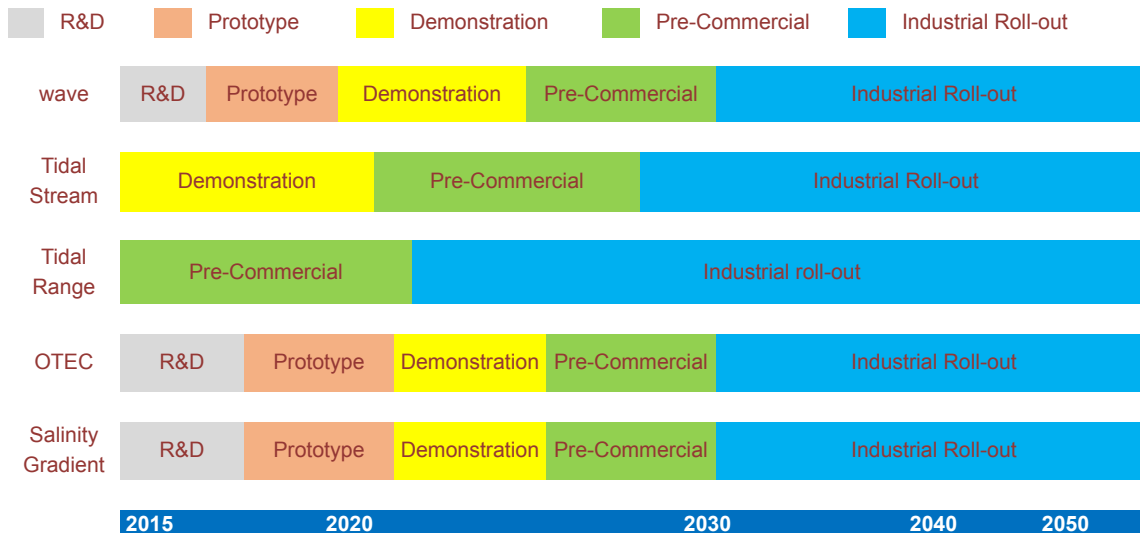 R&D Prototype Demonstration Pre-Commercial Industrial Roll-out
wave R&D Prototype Demonstration Pre-Commercial Industrial Roll-out
Tidal
Stream
Demonstration Pre-Commercial Industrial Roll-out
Tidal
Range
Pre-Commercial Industrial roll-out
OTEC R&D Prototype Demonstration Pre-Commercial Industrial Roll-out
Salinity
Gradient
R&D Prototype Demonstration Pre-Commercial Industrial Roll-out
2015 2020 2030 2040 2050